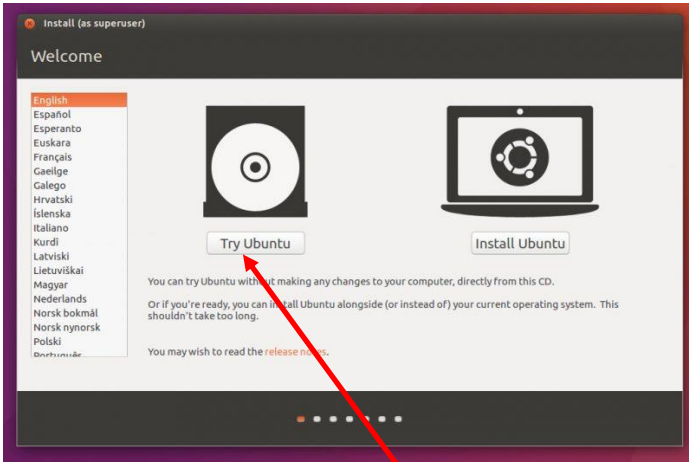 Install (as superuser)
Welcome
English
Español
Esperanto
Euskara
Français
Gaeilge
Galego
Hrvatski
Íslenska
Italiano
Kurdî
Latviski
Lietuviškai
Magyar
Nederlands
Norsk bokmål
Norsk nynorsk
Polski
Português
Try Ubuntu
Install Ubuntu
You can try Ubuntu without making any changes to your computer, directly from this CD.
Or if you're ready, you can install Ubuntu alongside (or instead of) your current operating system. This
shouldn't take too long.
You may wish to read the release notes.